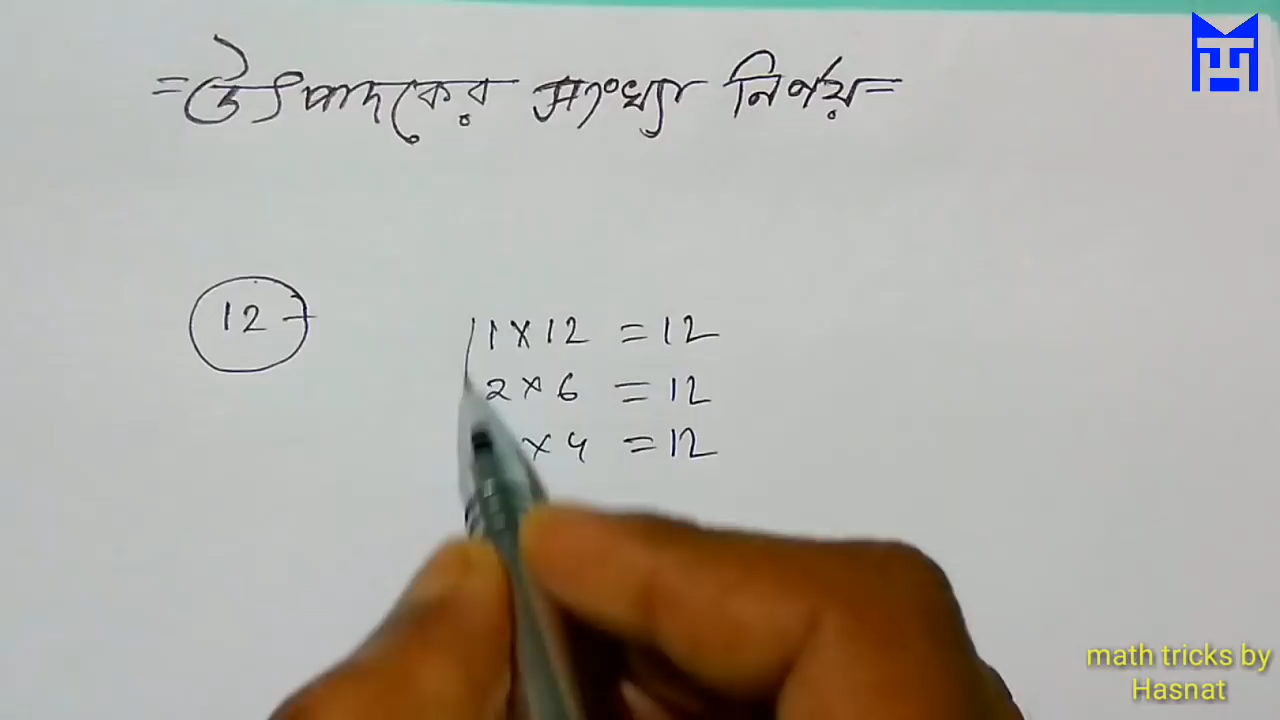 =উৎপাদকের সংখ্যা নির্ণয়=
12
1 × 12 = 12
2 × 6 = 12
× 4 = 12
math tricks by
Hasnat